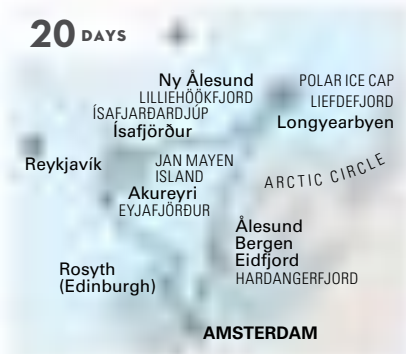 20 DAYS
Ny Ålesund
LILLIEHÖÖKFJORD
ÍSAFJARÐARDJÚP
Ísafjörður
POLAR ICE CAP
LIEFDEFJORD
Longyearbyen
Reykjavík
JAN MAYEN
ISLAND
Akureyri
EYJAFJÖRÐUR
ARCTIC CIRCLE
Ålesund
Bergen
Eidfjord
HARDANGERFJORD
Rosyth
(Edinburgh)
AMSTERDAM